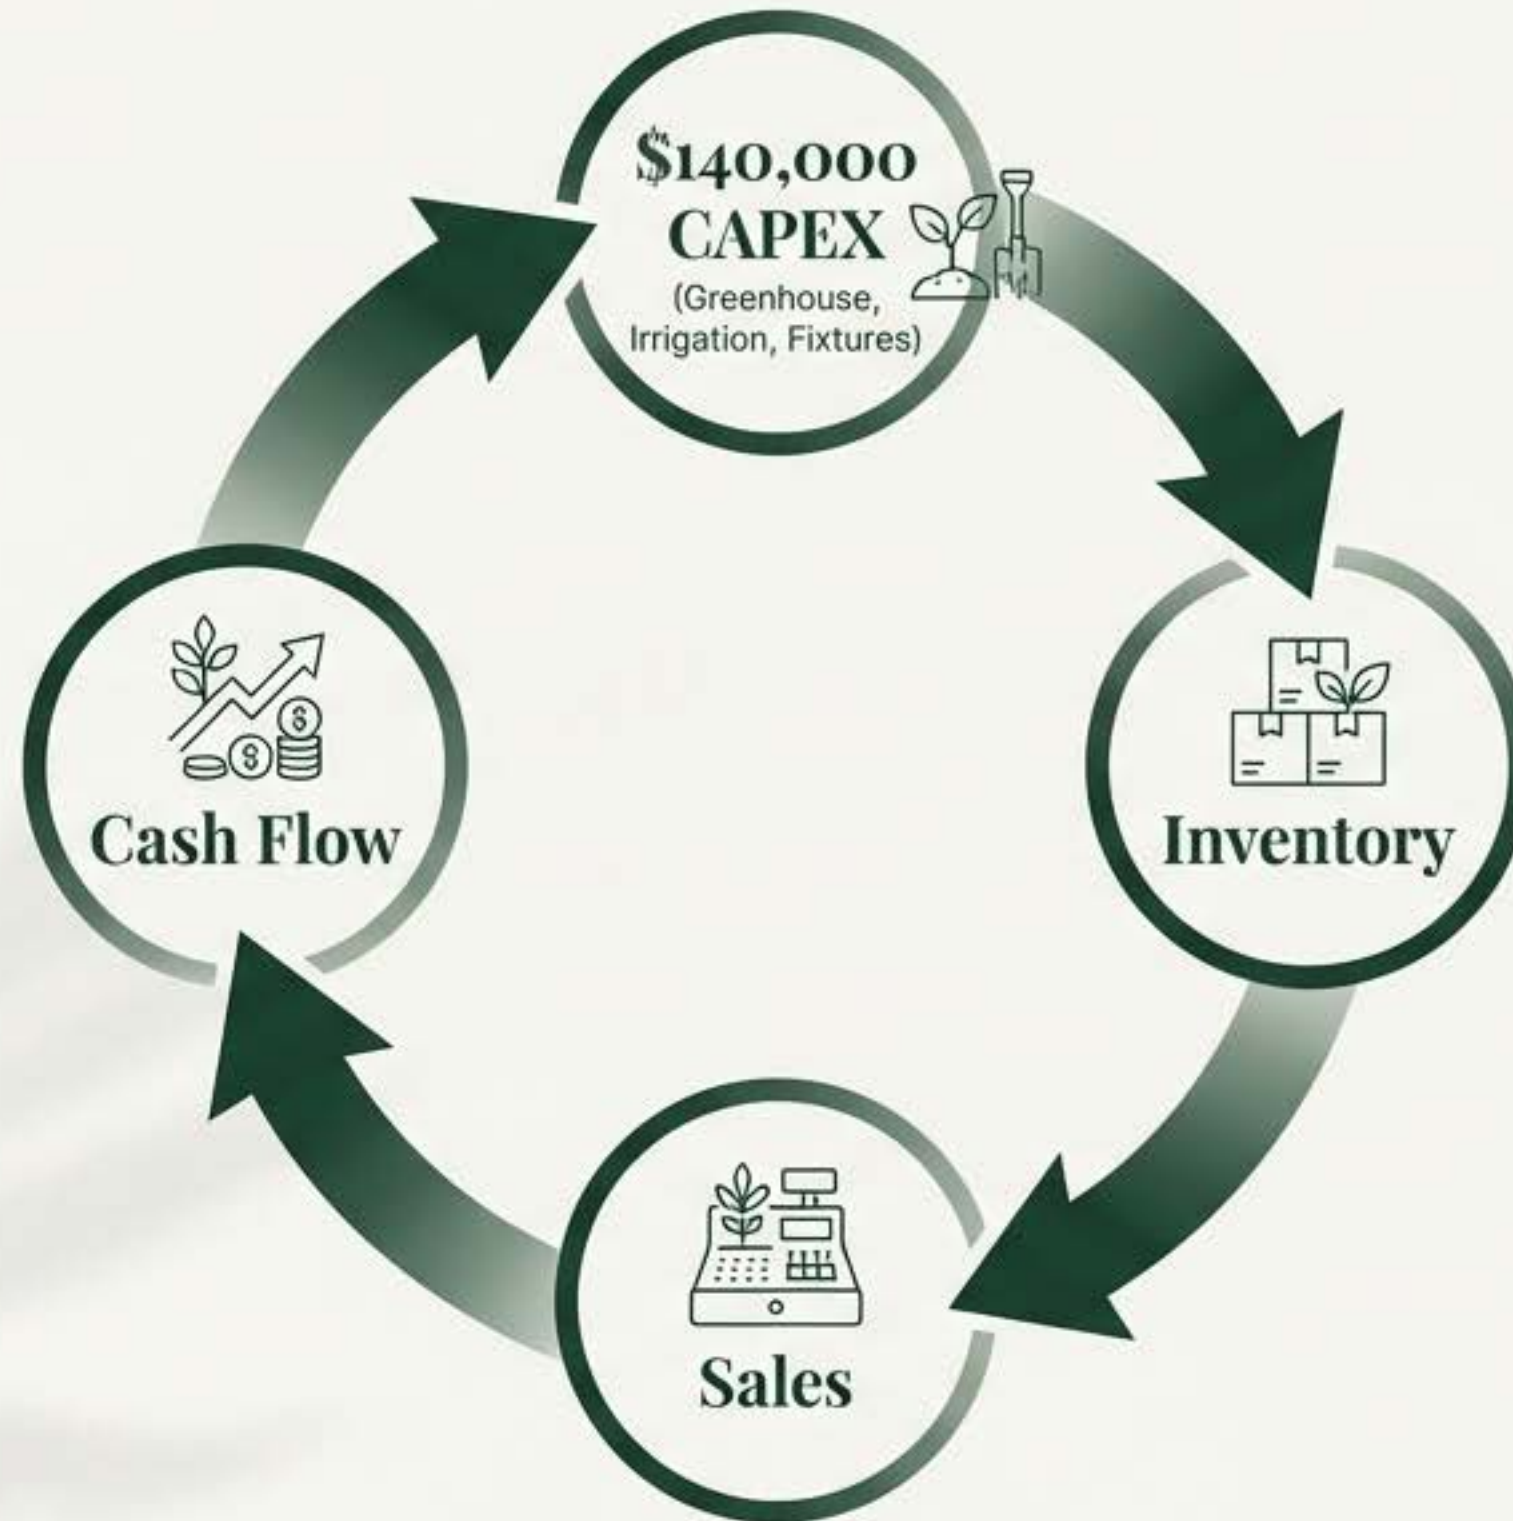 $140,000
CAPEX
(Greenhouse,
Irrigation, Fixtures)
Cash Flow
Inventory
Sales